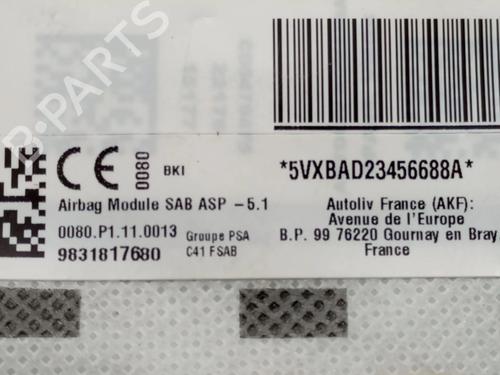 CE 0080 BKI
*5VXBAD23456688A*
Airbag Module SAB ASP -5.1
0080.P1.11.0013 Groupe PSA
9831817680 C41 FSAB
Autoliv France (AKF):
Avenue de l'Europe
B.P. 99 76220 Gournay en Bray
France
B-PARTS